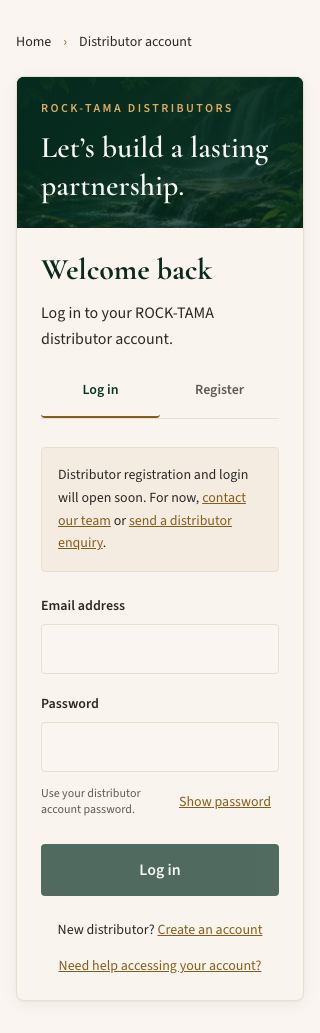 Home › Distributor account
ROCK-TAMA DISTRIBUTORS
Let’s build a lasting
partnership.
Welcome back
Log in to your ROCK-TAMA
distributor account.
Log in Register
Distributor registration and login
will open soon. For now, contact
our team or send a distributor
enquiry.
Email address
Password
Use your distributor
account password.
Show password
Log in
New distributor? Create an account
Need help accessing your account?